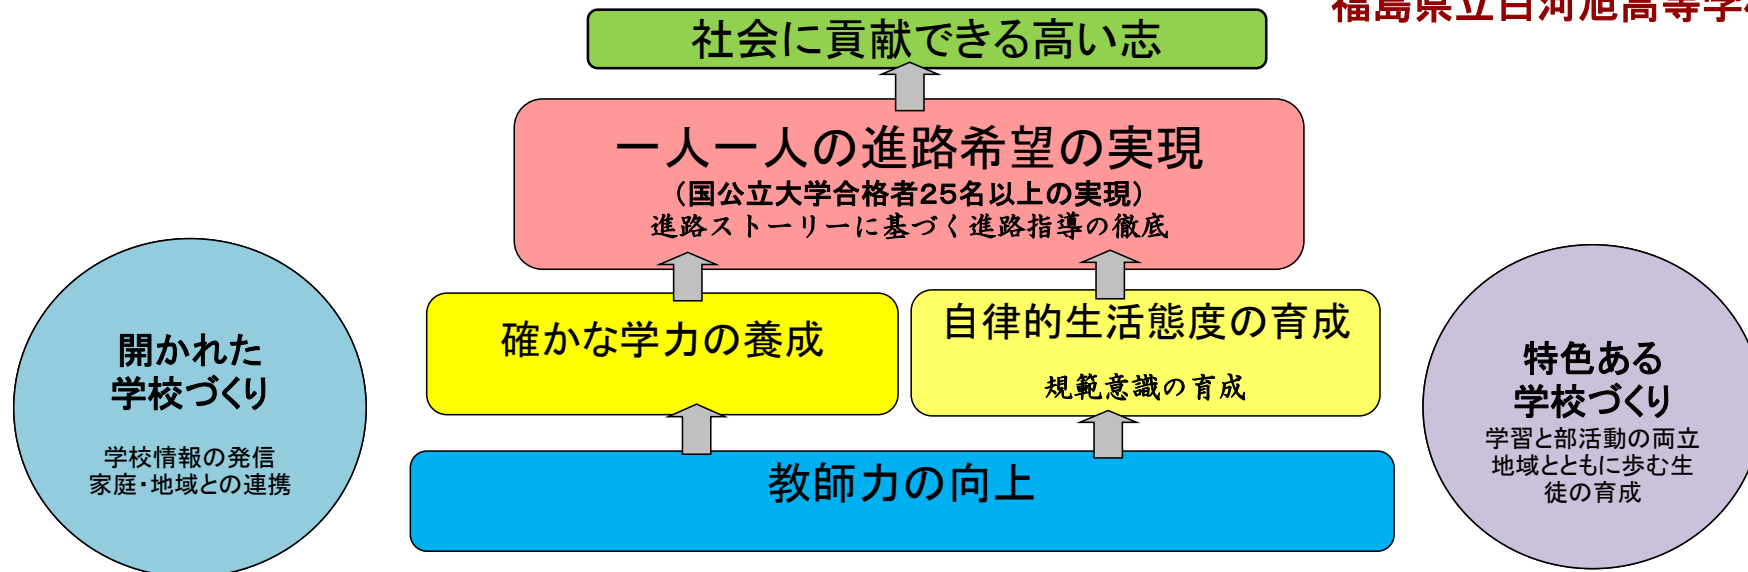 福島県立白河旭高等学校
社会に貢献できる高い志
一人一人の進路希望の実現
（国公立大学合格者25名以上の実現）
進路ストーリーに基づく進路指導の徹底
確かな学力の養成
自律的生活態度の育成
規範意識の育成
教師力の向上
開かれた
学校づくり
学校情報の発信
家庭・地域との連携
特色ある
学校づくり
学習と部活動の両立
地域とともに歩む生
徒の育成